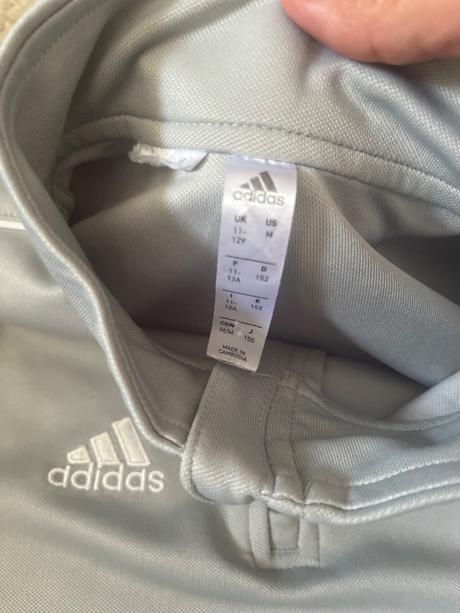 adidas
UK US
11-12Y M
F D
11-12A 152
I E
11-12A 152
CDN J
M/M 150
MADE IN
CAMBODIA
adidas